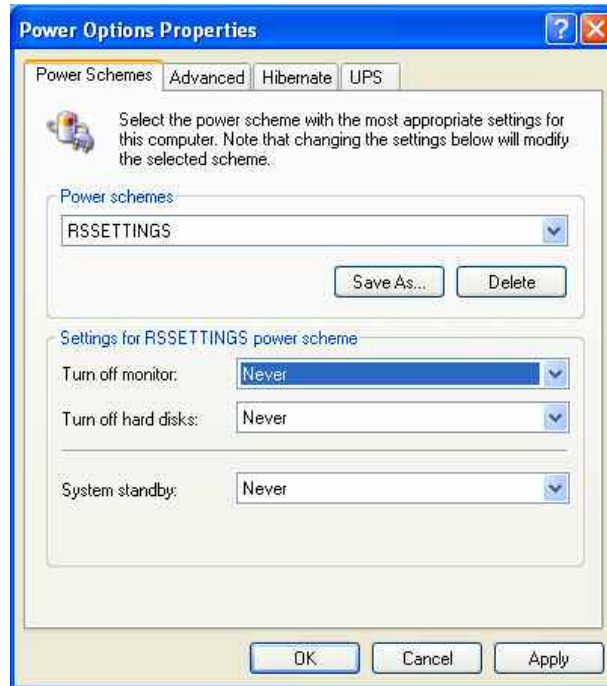 Power Options Properties
Power Schemes Advanced Hibernate UPS
Select the power scheme with the most appropriate settings for
this computer. Note that changing the settings below will modify
the selected scheme.
Power schemes
RSSETTINGS
Save As... Delete
Settings for RSSETTINGS power scheme
Turn off monitor: Never
Turn off hard disks: Never
System standby: Never
OK Cancel Apply